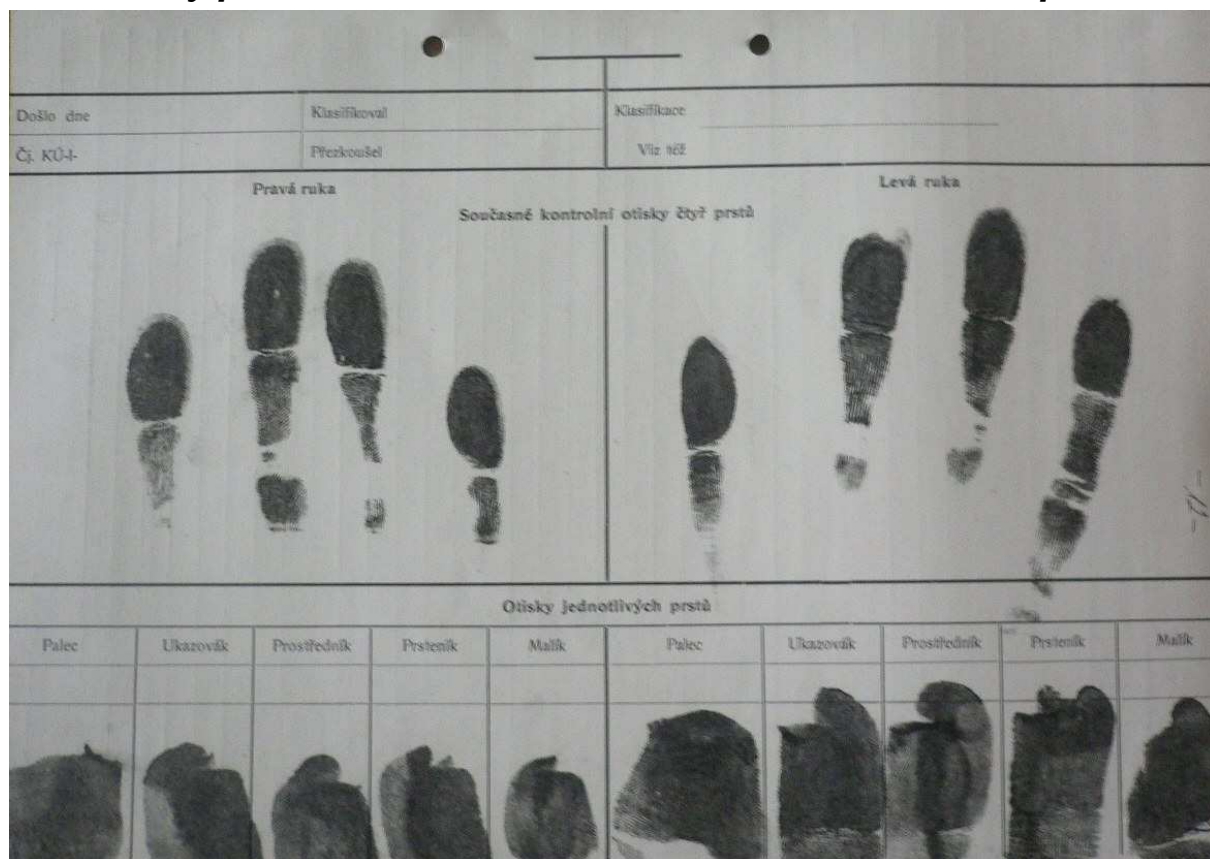 Došlo dne
Klasifikoval
Klasifikace
Čj. KÚ-I-
Přezkoušel
Viz též
Pravá ruka
Levá ruka
Současné kontrolní otisky čtyř prstů
Otisky jednotlivých prstů
Palec Ukazovák Prostředník Prsteník Malík Palec Ukazovák Prostředník Prsteník Malík